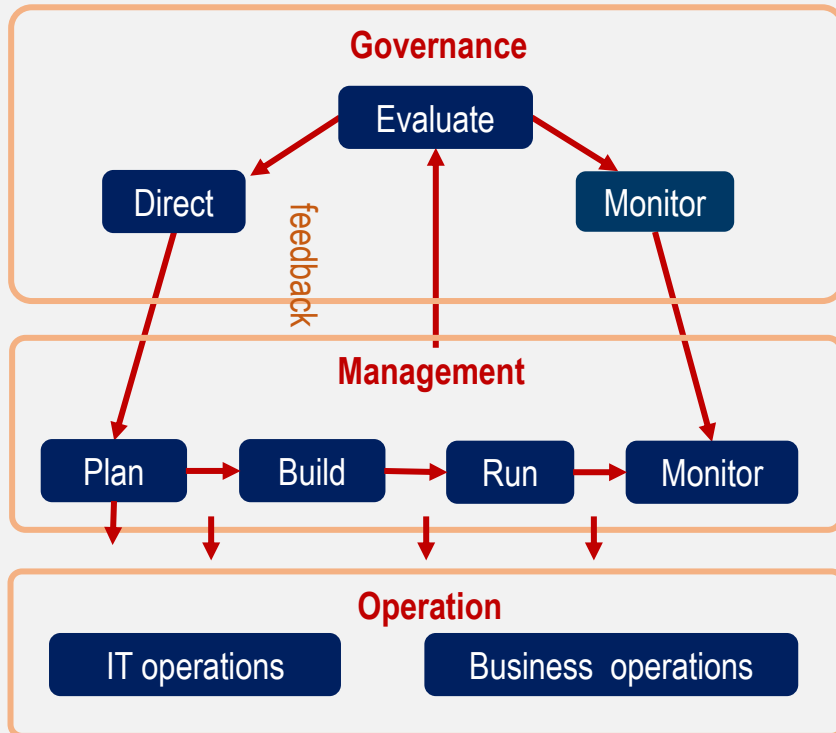 Governance
Evaluate
Direct
Monitor
feedback
Management
Plan
Build
Run
Monitor
Operation
IT operations
Business operations